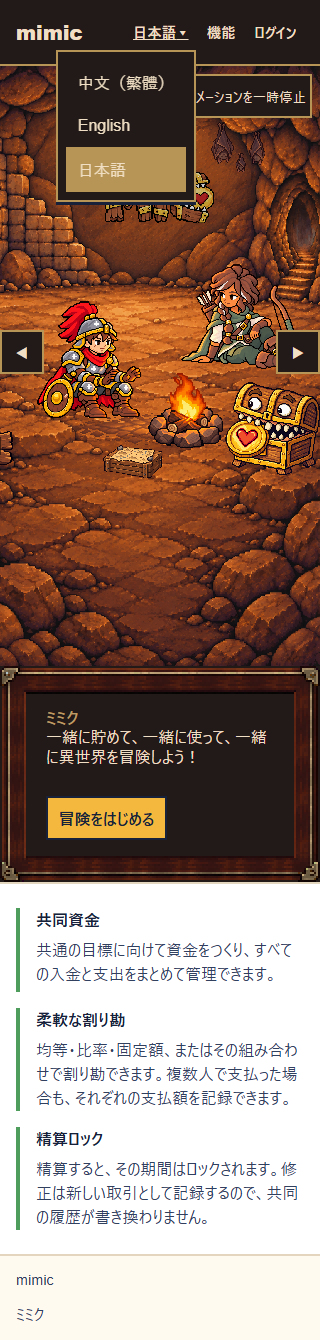 mimic
日本語 ▾
機能
ログイン
中文（繁體）
English
日本語
メーションを一時停止
◀
▶
ミミク
一緒に貯めて、一緒に使って、一緒
に異世界を冒険しよう！
冒険をはじめる
共同資金
共通の目標に向けて資金をつくり、すべて
の入金と支出をまとめて管理できます。
柔軟な割り勘
均等・比率・固定額、またはその組み合わ
せで割り勘できます。複数人で支払った場
合も、それぞれの支払額を記録できます。
精算ロック
精算すると、その期間はロックされます。修
正は新しい取引として記録するので、共同
の履歴が書き換わりません。
mimic
ミミク